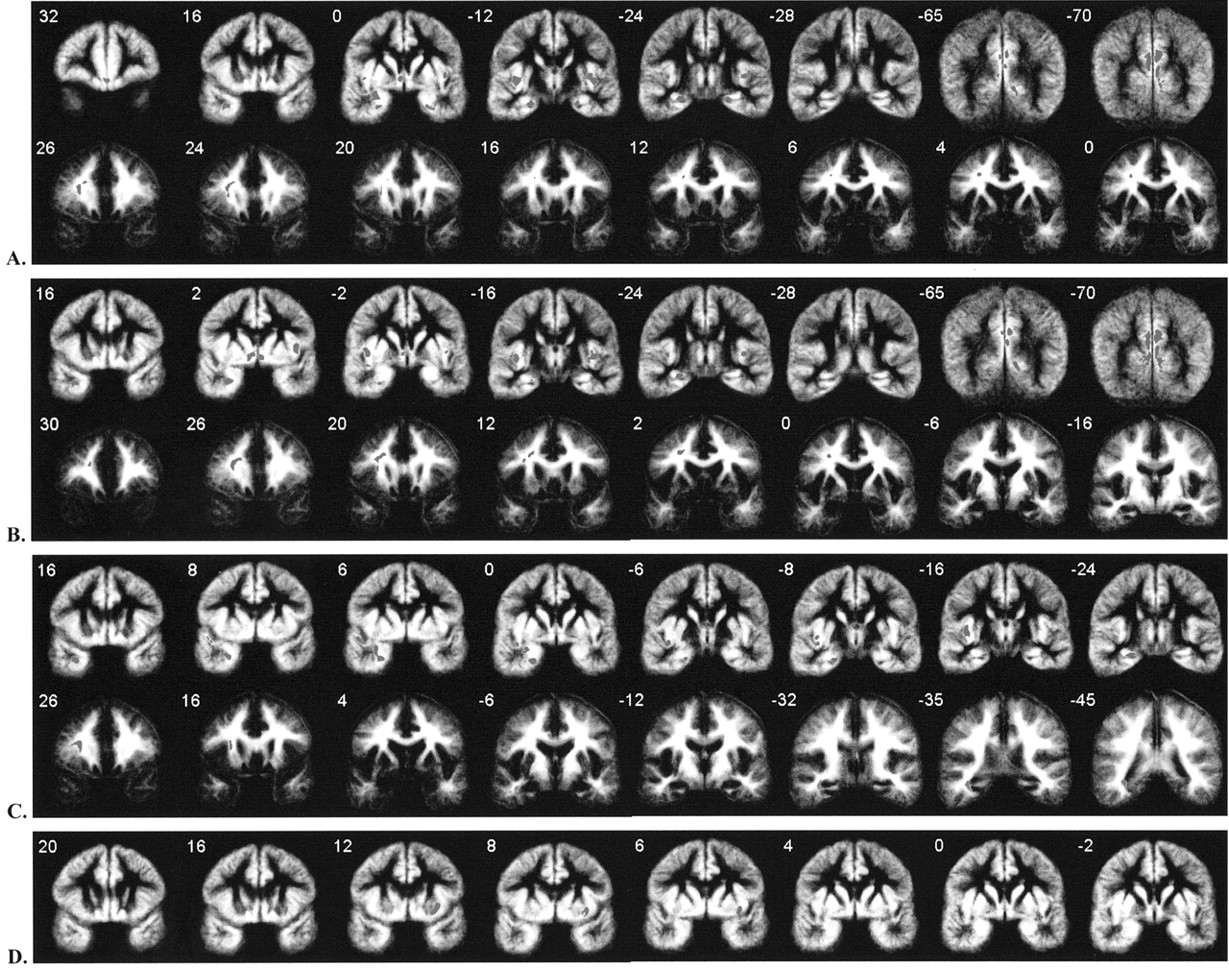 32 16 0 -12 -24 -28 -65 -70
26 24 20 16 12 6 4 0
A.
16 2 -2 -16 -24 -28 -65 -70
30 26 20 12 2 0 -6 -16
B.
16 8 6 0 -6 -8 -16 -24
26 16 4 -6 -12 -32 -35 -45
C.
20 16 12 8 6 4 0 -2
D.